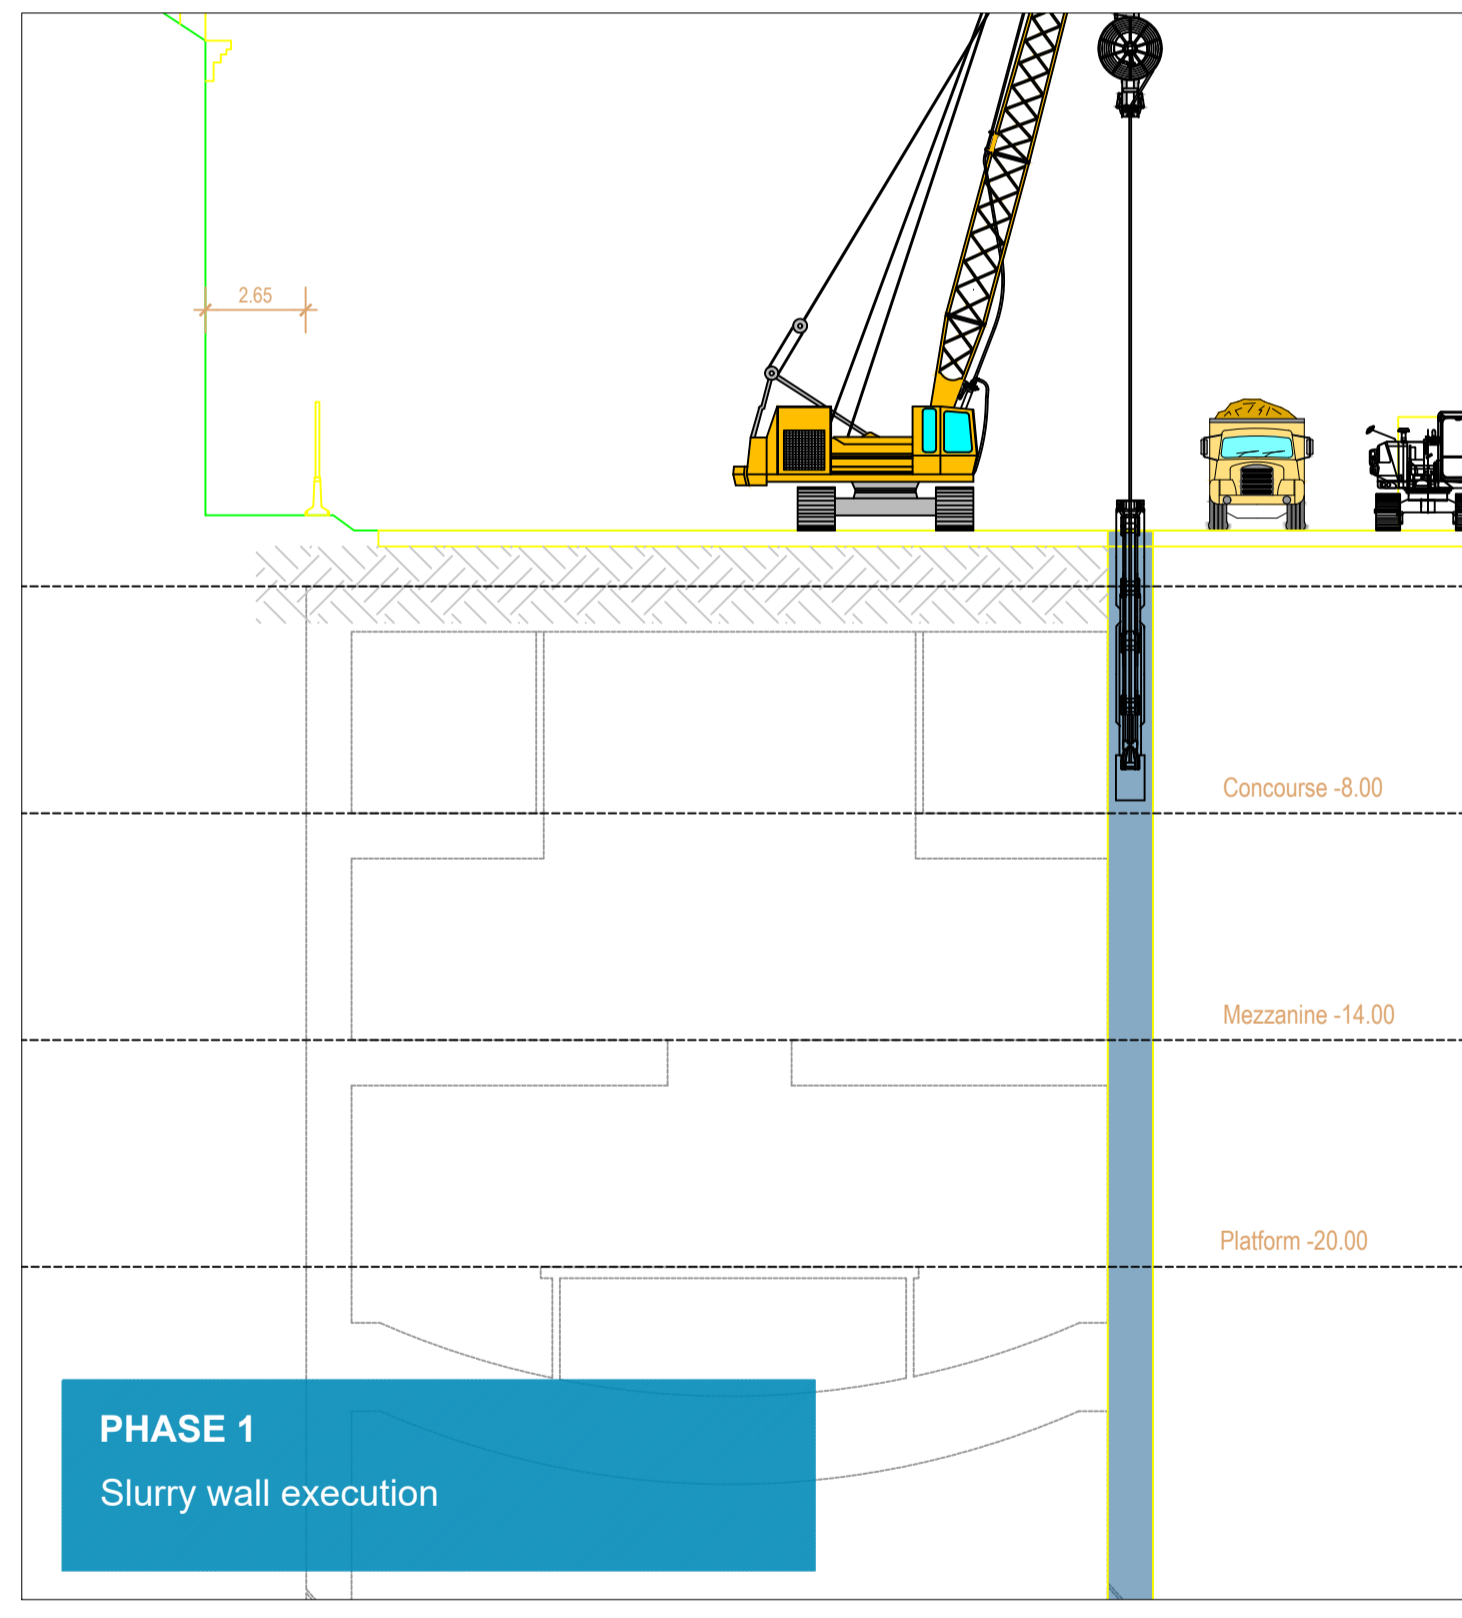 2.65
Concourse -8.00
Mezzanine -14.00
Platform -20.00
PHASE 1
Slurry wall execution